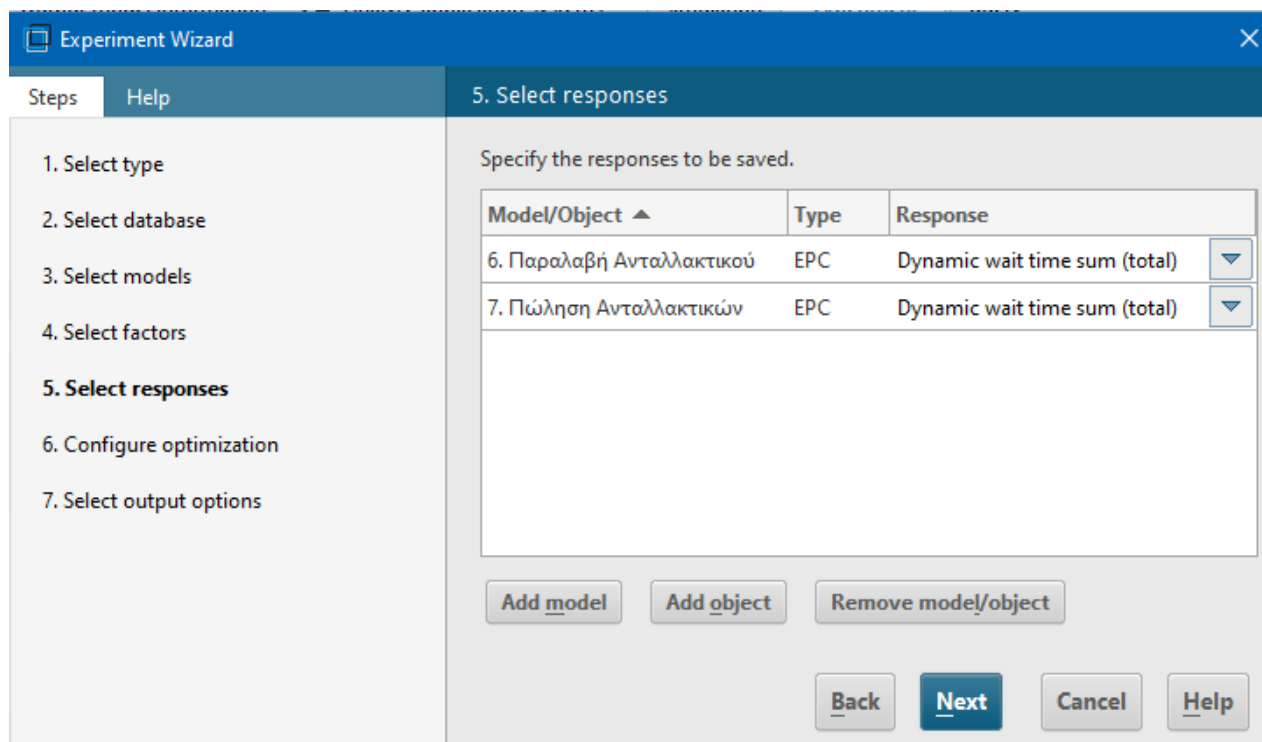 Experiment Wizard
Steps
Help
5. Select responses
1. Select type
2. Select database
3. Select models
4. Select factors
5. Select responses
6. Configure optimization
7. Select output options
Specify the responses to be saved.
Model/Object Type Response
6. Παραλαβή Ανταλλακτικού EPC Dynamic wait time sum (total)
7. Πώληση Ανταλλακτικών EPC Dynamic wait time sum (total)
Add model Add object Remove model/object
Back Next Cancel Help